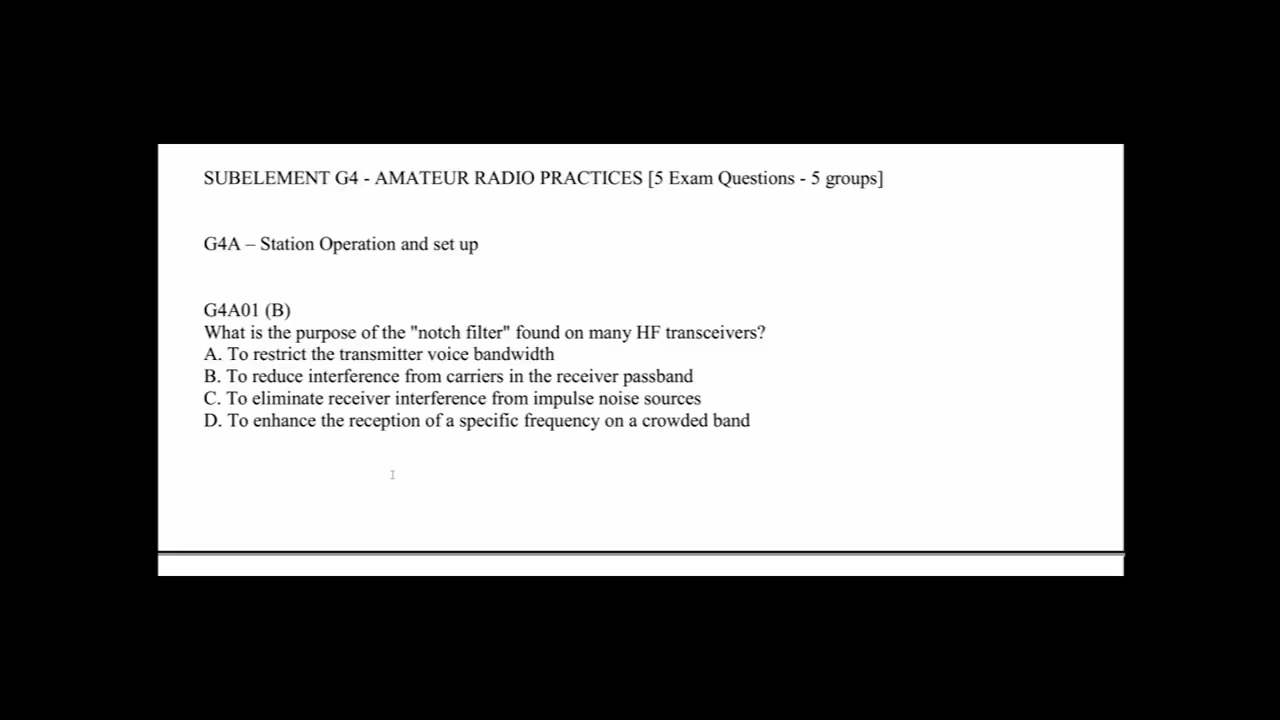 SUBELEMENT G4 - AMATEUR RADIO PRACTICES [5 Exam Questions - 5 groups]
G4A – Station Operation and set up
G4A01 (B)
What is the purpose of the "notch filter" found on many HF transceivers?
A. To restrict the transmitter voice bandwidth
B. To reduce interference from carriers in the receiver passband
C. To eliminate receiver interference from impulse noise sources
D. To enhance the reception of a specific frequency on a crowded band